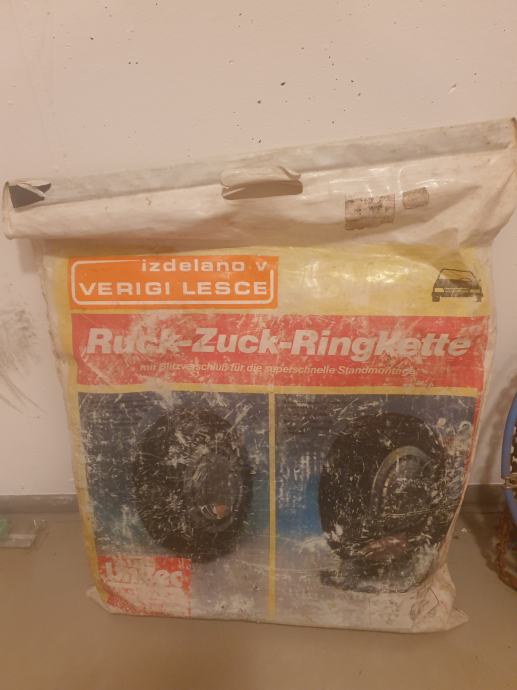 izdelano v
VERIGI LESCE
Ruck-Zuck-Ringkette
mit Blitzverschluß für die superschnelle Standmontage